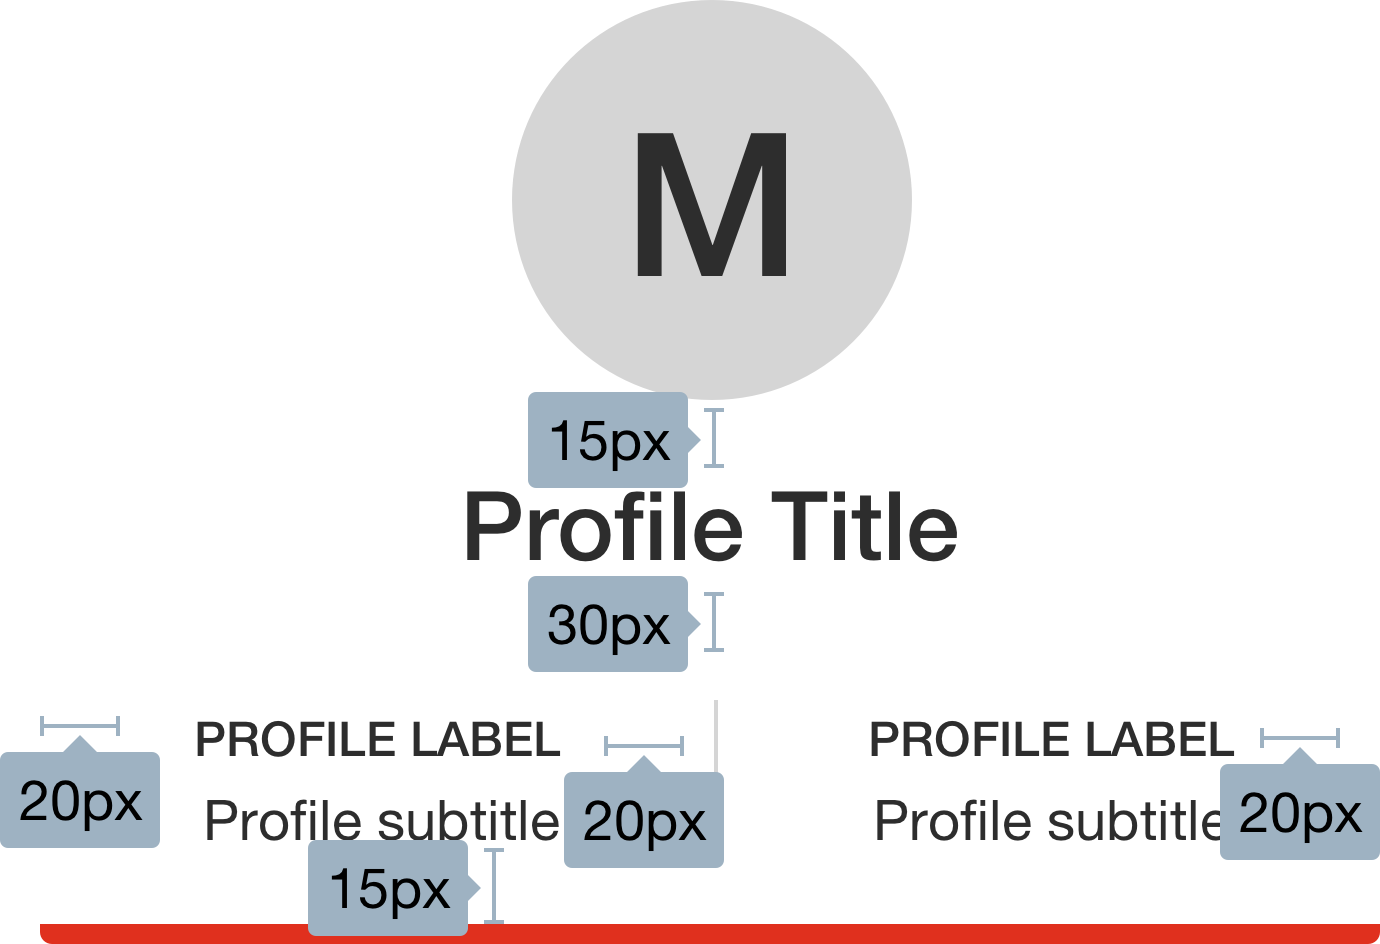 M
15px
Profile Title
30px
PROFILE LABEL
PROFILE LABEL
20px
Profile subtitle
20px
Profile subtitle
20px
15px